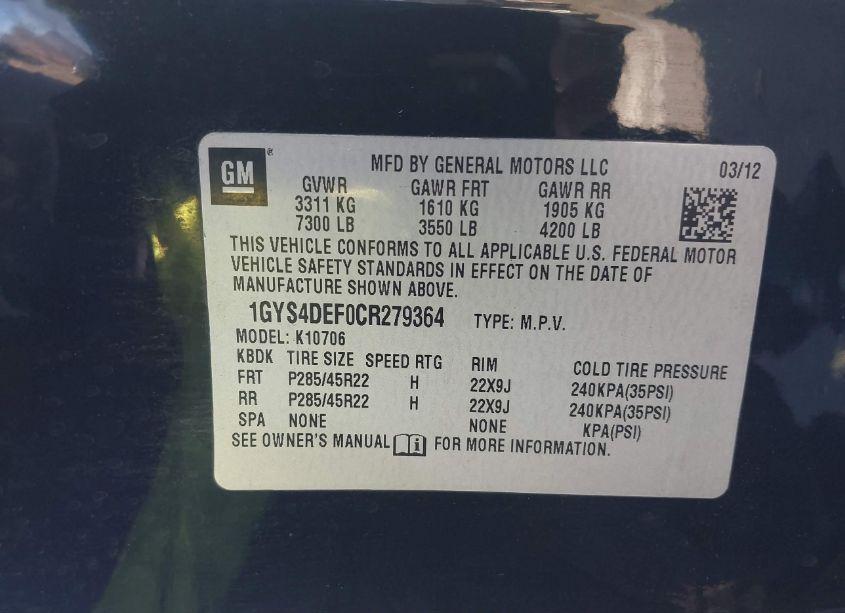 GM ® MFD BY GENERAL MOTORS LLC 03/12
GVWR GAWR FRT GAWR RR
3311 KG 1610 KG 1905 KG
7300 LB 3550 LB 4200 LB
THIS VEHICLE CONFORMS TO ALL APPLICABLE U.S. FEDERAL MOTOR
VEHICLE SAFETY STANDARDS IN EFFECT ON THE DATE OF
MANUFACTURE SHOWN ABOVE.
1GYS4DEF0CR279364 TYPE: M.P.V.
MODEL: K10706
KBDK TIRE SIZE SPEED RTG RIM COLD TIRE PRESSURE
FRT P285/45R22 H 22X9J 240KPA(35PSI)
RR P285/45R22 H 22X9J 240KPA(35PSI)
SPA NONE NONE KPA(PSI)
SEE OWNER'S MANUAL i FOR MORE INFORMATION.